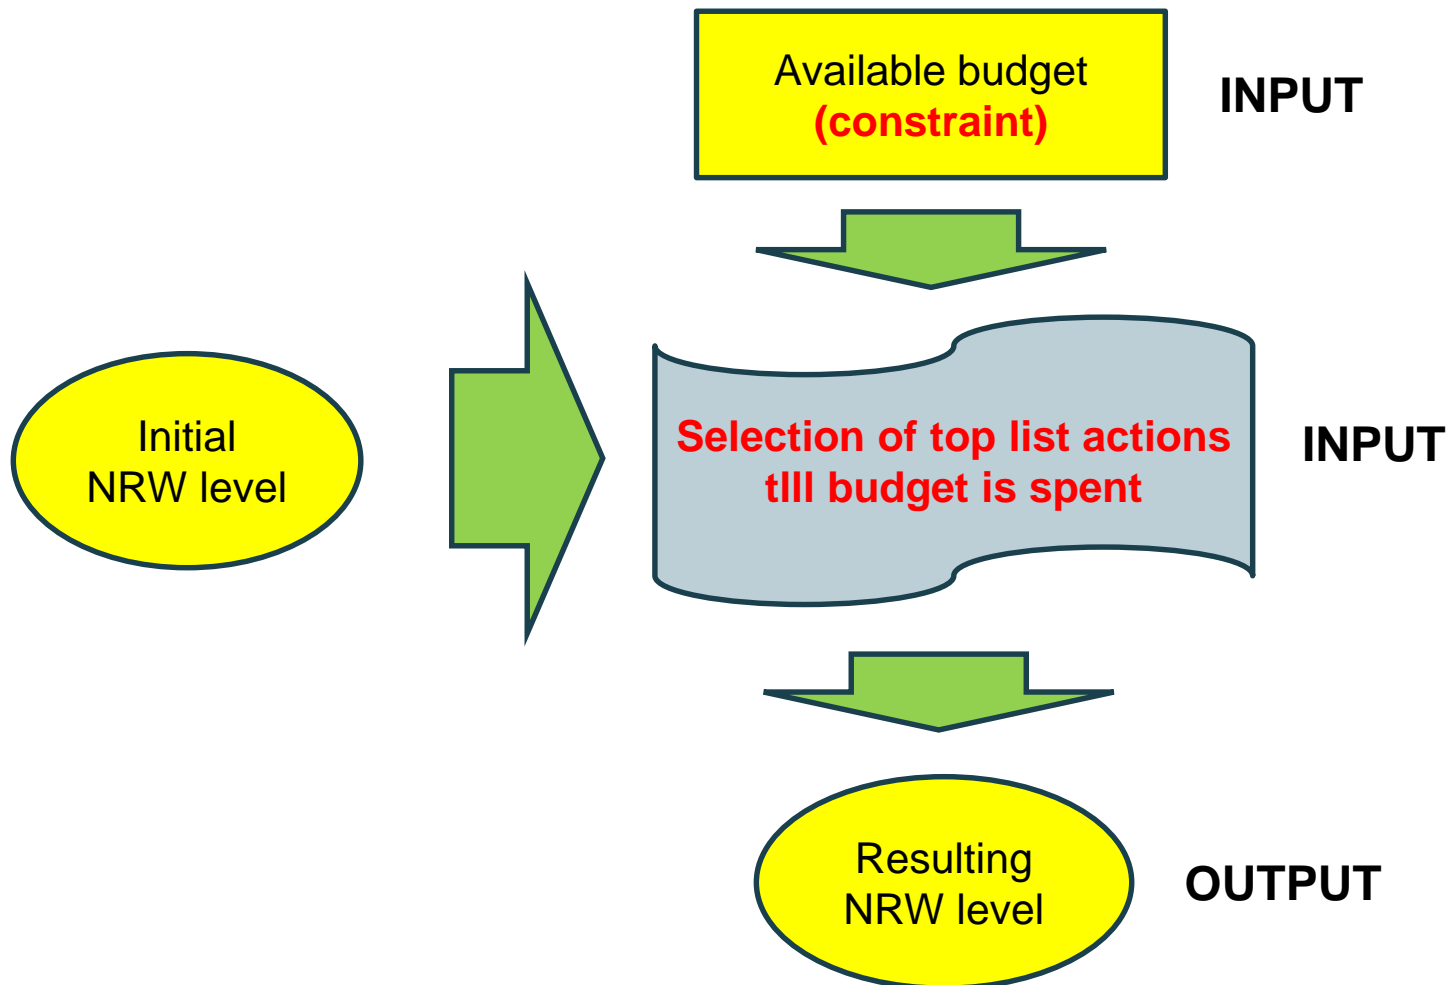 Available budget
(constraint)
INPUT
Initial
NRW level
Selection of top list actions
tIll budget is spent
INPUT
Resulting
NRW level
OUTPUT